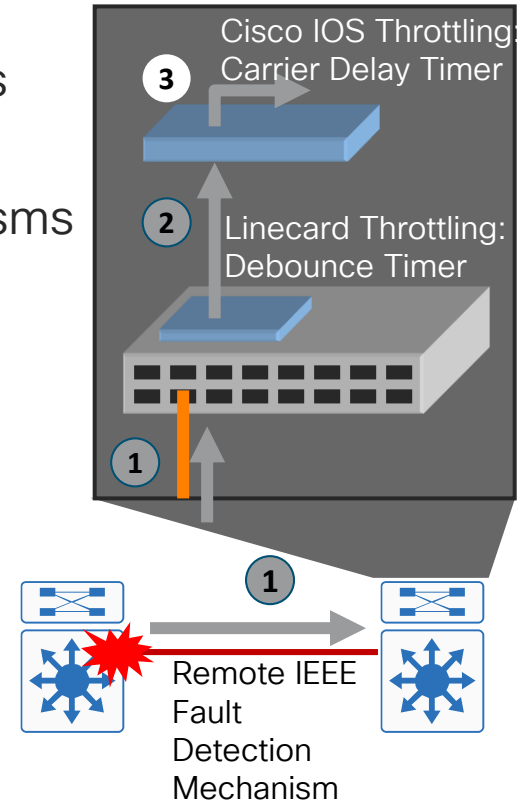 Cisco IOS Throttling:
Carrier Delay Timer
3
sms
2
Linecard Throttling:
Debounce Timer
1
1
Remote IEEE
Fault
Detection
Mechanism